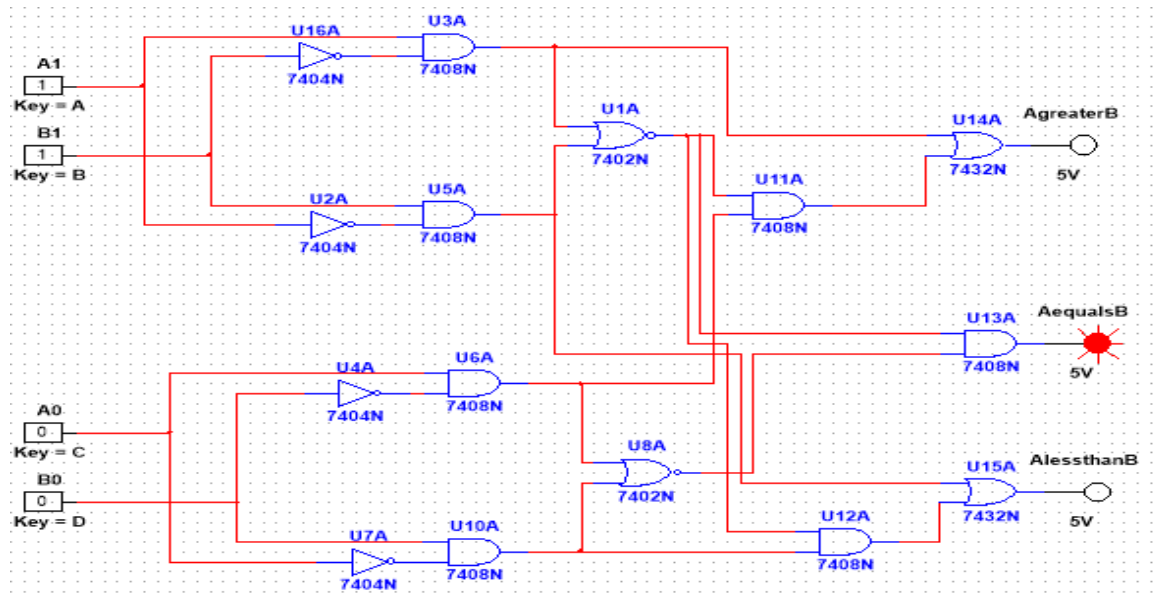 U3A
U16A
7404N
7408N
A1
1
Key = A
B1
1
Key = B
U1A
7402N
U14A
7432N
AgreaterB
5V
U11A
7408N
U5A
7408N
U2A
7404N
AequalsB
U13A
7408N
5V
U6A
7408N
U4A
7404N
A0
0
Key = C
B0
0
Key = D
U8A
7402N
AlessthanB
U15A
7432N
5V
U12A
7408N
U10A
7408N
U7A
7404N